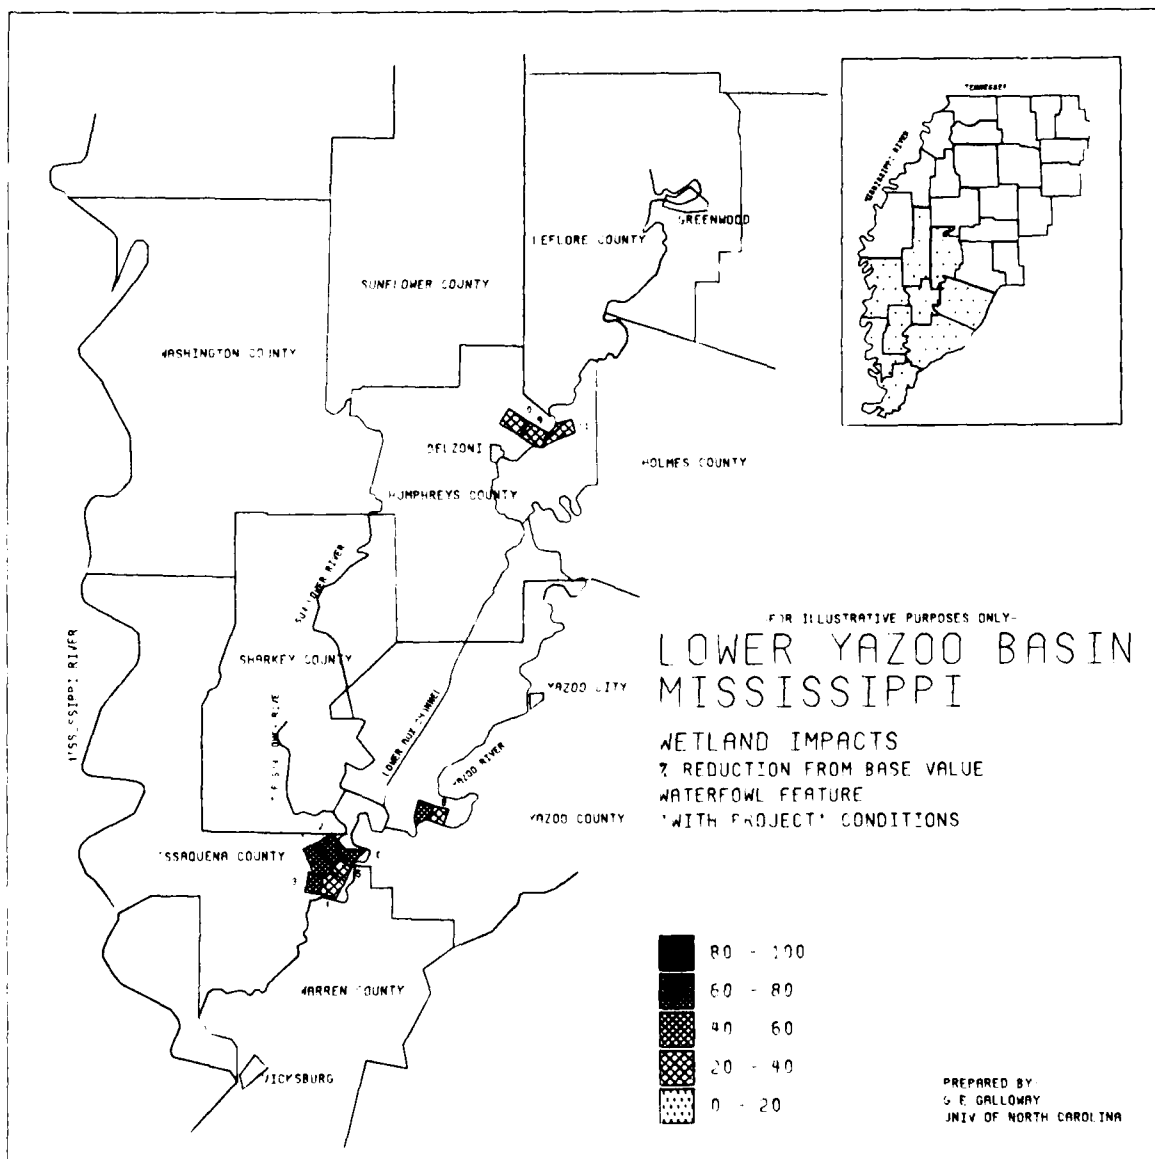 TENNESSEE
MISSISSIPPI RIVER
GREENWOOD
LEFLORE COUNTY
SUNFLOWER COUNTY
WASHINGTON COUNTY
BELZONI
HOLMES COUNTY
HUMPHREYS COUNTY
SUNFLOWER RIVER
-FOR ILLUSTRATIVE PURPOSES ONLY-
LOWER YAZOO BASIN
MISSISSIPPI
WETLAND IMPACTS
% REDUCTION FROM BASE VALUE
WATERFOWL FEATURE
'WITH PROJECT' CONDITIONS
MISSISSIPPI RIVER
SHARKEY COUNTY
YAZOO CITY
LOWER AUX CHANNEL
YAZOO RIVER
YAZOO COUNTY
ISSAQUENA COUNTY
WARREN COUNTY
VICKSBURG
80 - 100
60 - 80
40 60
20 - 40
0 - 20
PREPARED BY:
G E GALLOWAY
UNIV OF NORTH CAROLINA